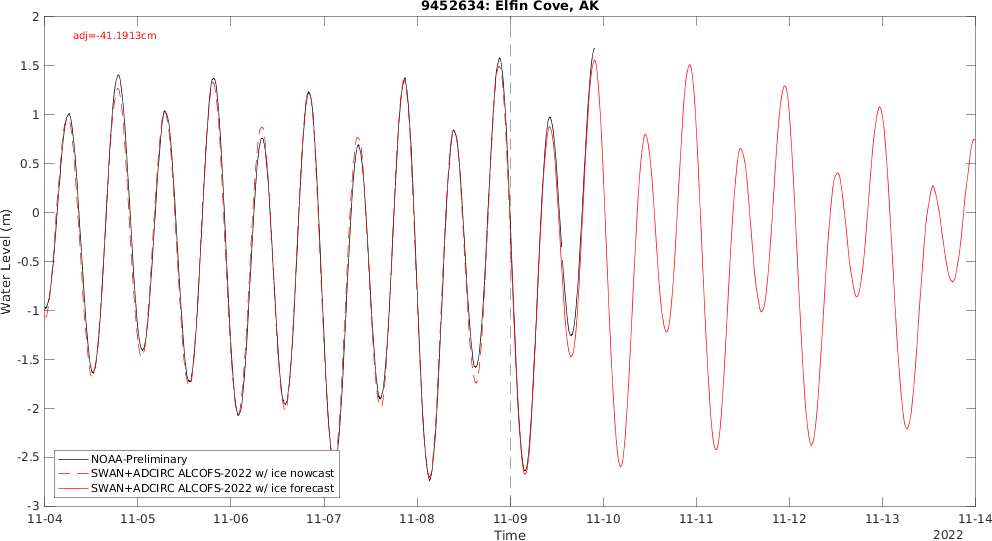 9452634: Elfin Cove, AK
adj=-41.1913cm
2
1.5
1
0.5
0
-0.5
-1
-1.5
-2
-2.5
-3
Water Level (m)
NOAA-Preliminary
SWAN+ADCIRC ALCOFS-2022 w/ ice nowcast
SWAN+ADCIRC ALCOFS-2022 w/ ice forecast
11-04 11-05 11-06 11-07 11-08 11-09 11-10 11-11 11-12 11-13 11-14
Time
2022